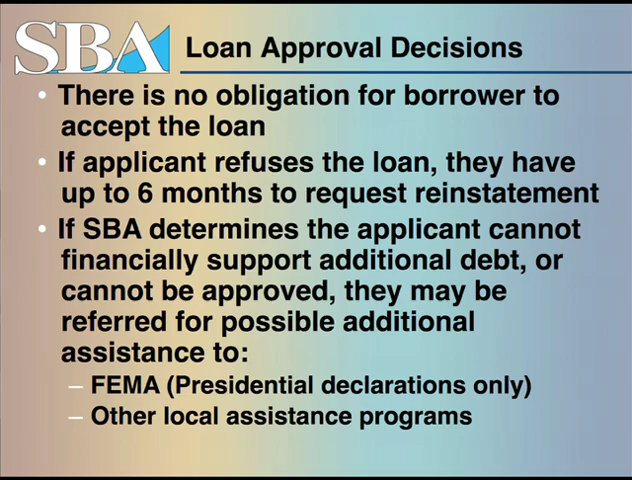 SBA Loan Approval Decisions
• There is no obligation for borrower to
accept the loan
• If applicant refuses the loan, they have
up to 6 months to request reinstatement
• If SBA determines the applicant cannot
financially support additional debt, or
cannot be approved, they may be
referred for possible additional
assistance to:
– FEMA (Presidential declarations only)
– Other local assistance programs